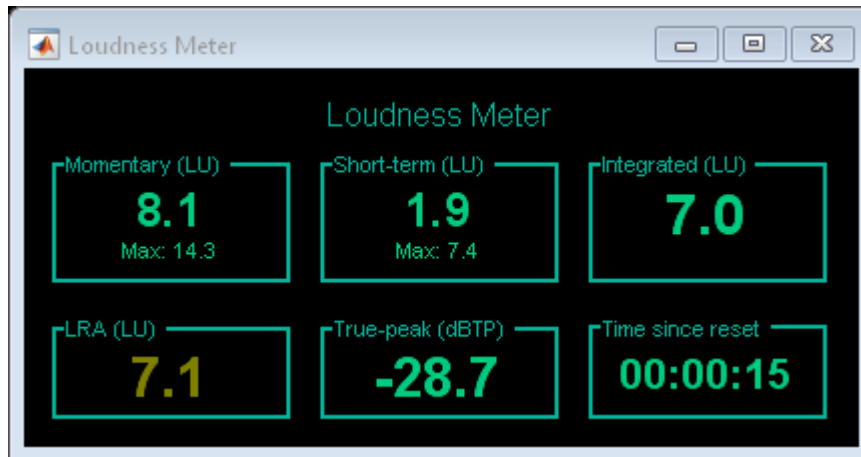 Loudness Meter
Loudness Meter
Momentary (LU)
8.1
Max: 14.3
Short-term (LU)
1.9
Max: 7.4
Integrated (LU)
7.0
LRA (LU)
7.1
True-peak (dBTP)
-28.7
Time since reset
00:00:15